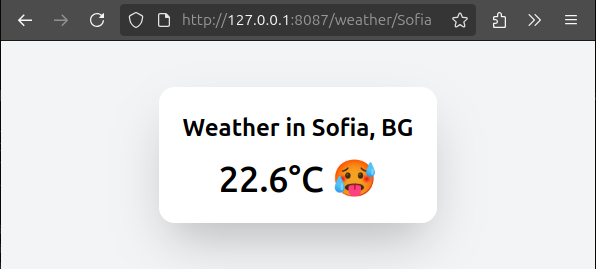 http://127.0.0.1:8087/weather/Sofia
Weather in Sofia, BG
22.6°C 🥵